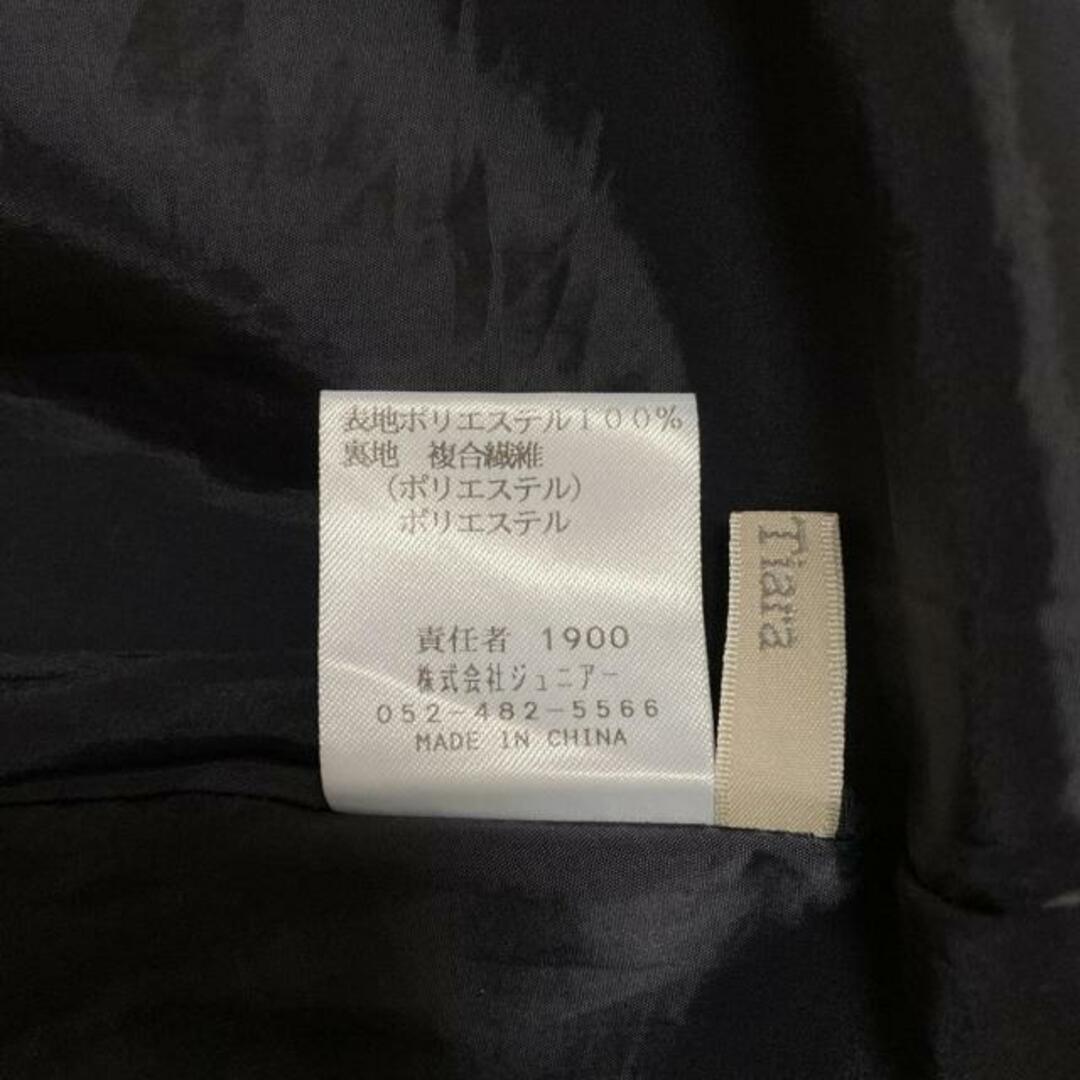 表地ポリエステル100%
裏地 複合繊維
(ポリエステル)
ポリエステル
責任者 1900
株式会社ジュニアー
052-482-5566
MADE IN CHINA
Tiara